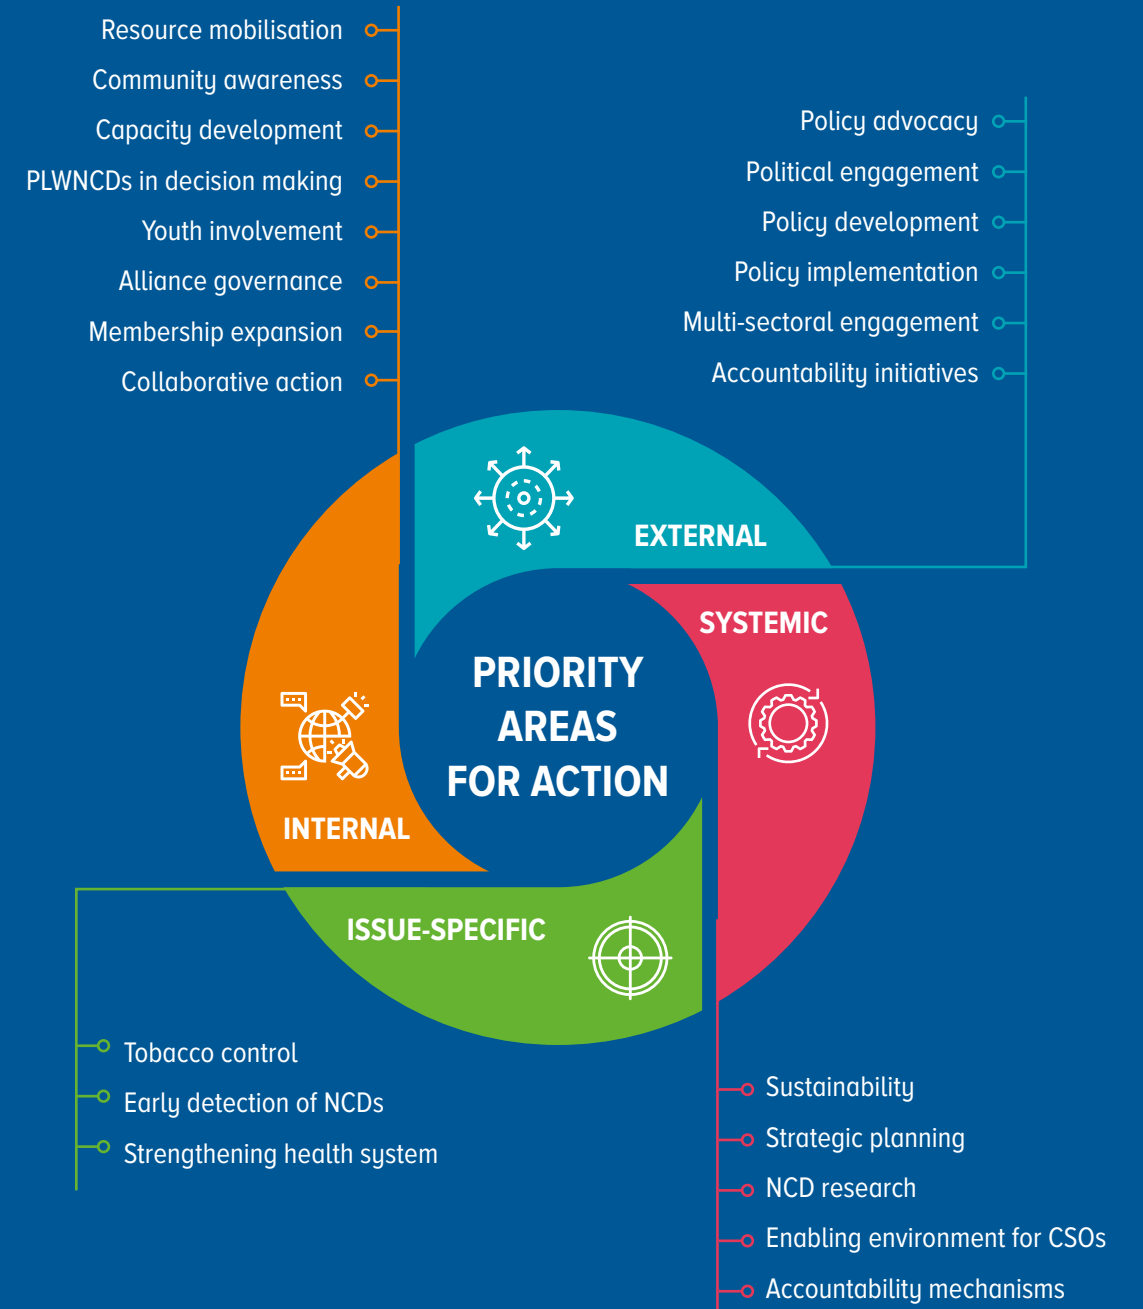 Resource mobilisation
Community awareness
Capacity development
PLWNCDs in decision making
Youth involvement
Alliance governance
Membership expansion
Collaborative action
Policy advocacy
Political engagement
Policy development
Policy implementation
Multi-sectoral engagement
Accountability initiatives
EXTERNAL
SYSTEMIC
PRIORITY
AREAS
FOR ACTION
INTERNAL
ISSUE-SPECIFIC
Tobacco control
Early detection of NCDs
Strengthening health system
Sustainability
Strategic planning
NCD research
Enabling environment for CSOs
Accountability mechanisms